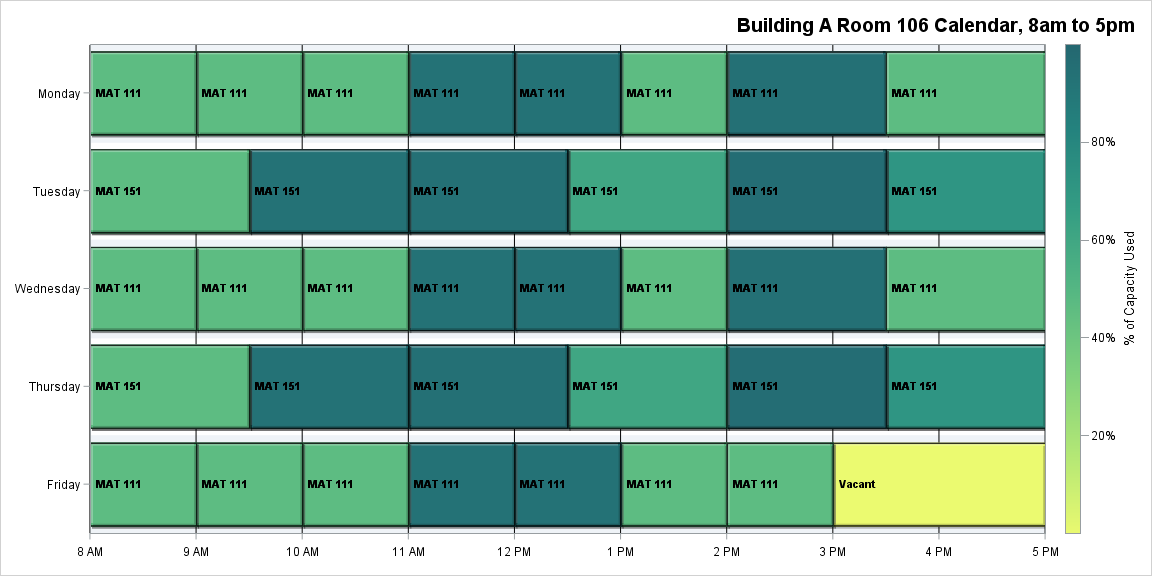 Building A Room 106 Calendar, 8am to 5pm
Monday MAT 111 MAT 111 MAT 111 MAT 111 MAT 111 MAT 111 MAT 111 MAT 111
80%
Tuesday MAT 151 MAT 151 MAT 151 MAT 151 MAT 151 MAT 151
60%
Wednesday MAT 111 MAT 111 MAT 111 MAT 111 MAT 111 MAT 111 MAT 111 MAT 111
% of Capacity Used
40%
Thursday MAT 151 MAT 151 MAT 151 MAT 151 MAT 151 MAT 151
20%
Friday MAT 111 MAT 111 MAT 111 MAT 111 MAT 111 MAT 111 MAT 111 Vacant
8 AM 9 AM 10 AM 11 AM 12 PM 1 PM 2 PM 3 PM 4 PM 5 PM